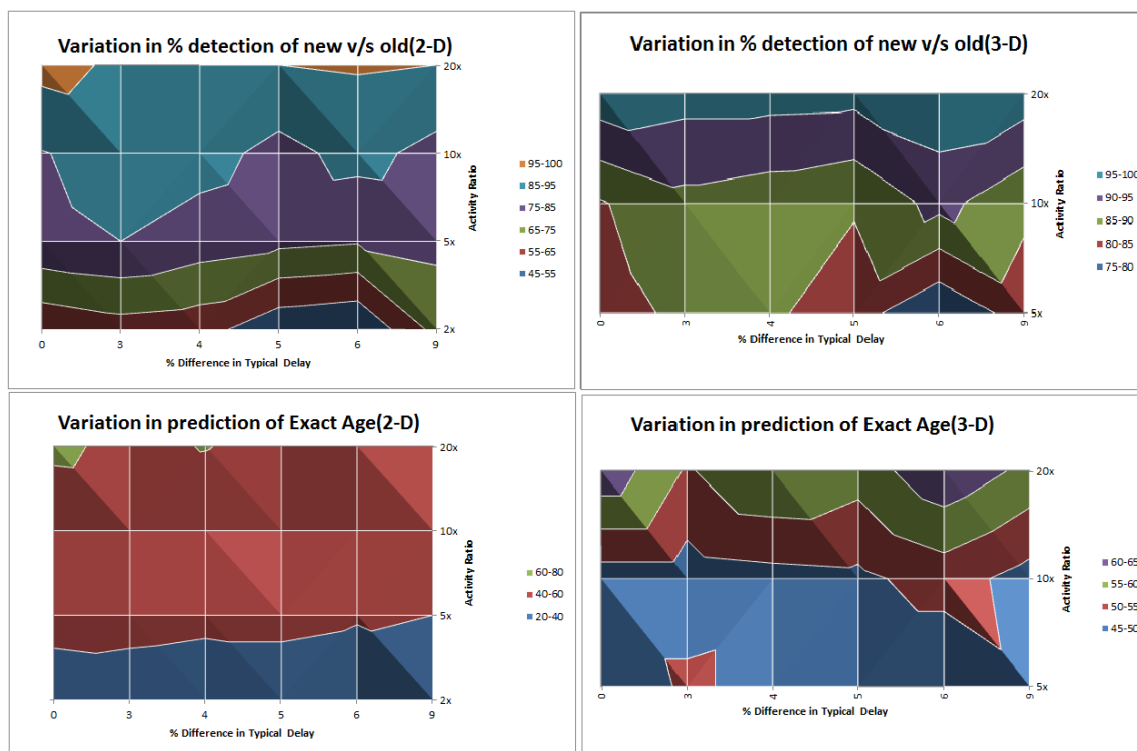 Variation in % detection of new v/s old(2-D)
20x
10x
5x
2x
Activity Ratio
95-100
85-95
75-85
65-75
55-65
45-55
0 3 4 5 6 9
% Difference in Typical Delay
Variation in % detection of new v/s old(3-D)
20x
10x
5x
Activity Ratio
95-100
90-95
85-90
80-85
75-80
0 3 4 5 6 9
% Difference in Typical Delay
Variation in prediction of Exact Age(2-D)
20x
10x
5x
2x
Activity Ratio
60-80
40-60
20-40
0 3 4 5 6 9
% Difference in Typical Delay
Variation in prediction of Exact Age(3-D)
20x
10x
5x
Activity Ratio
60-65
55-60
50-55
45-50
0 3 4 5 6 9
% Difference in Typical Delay